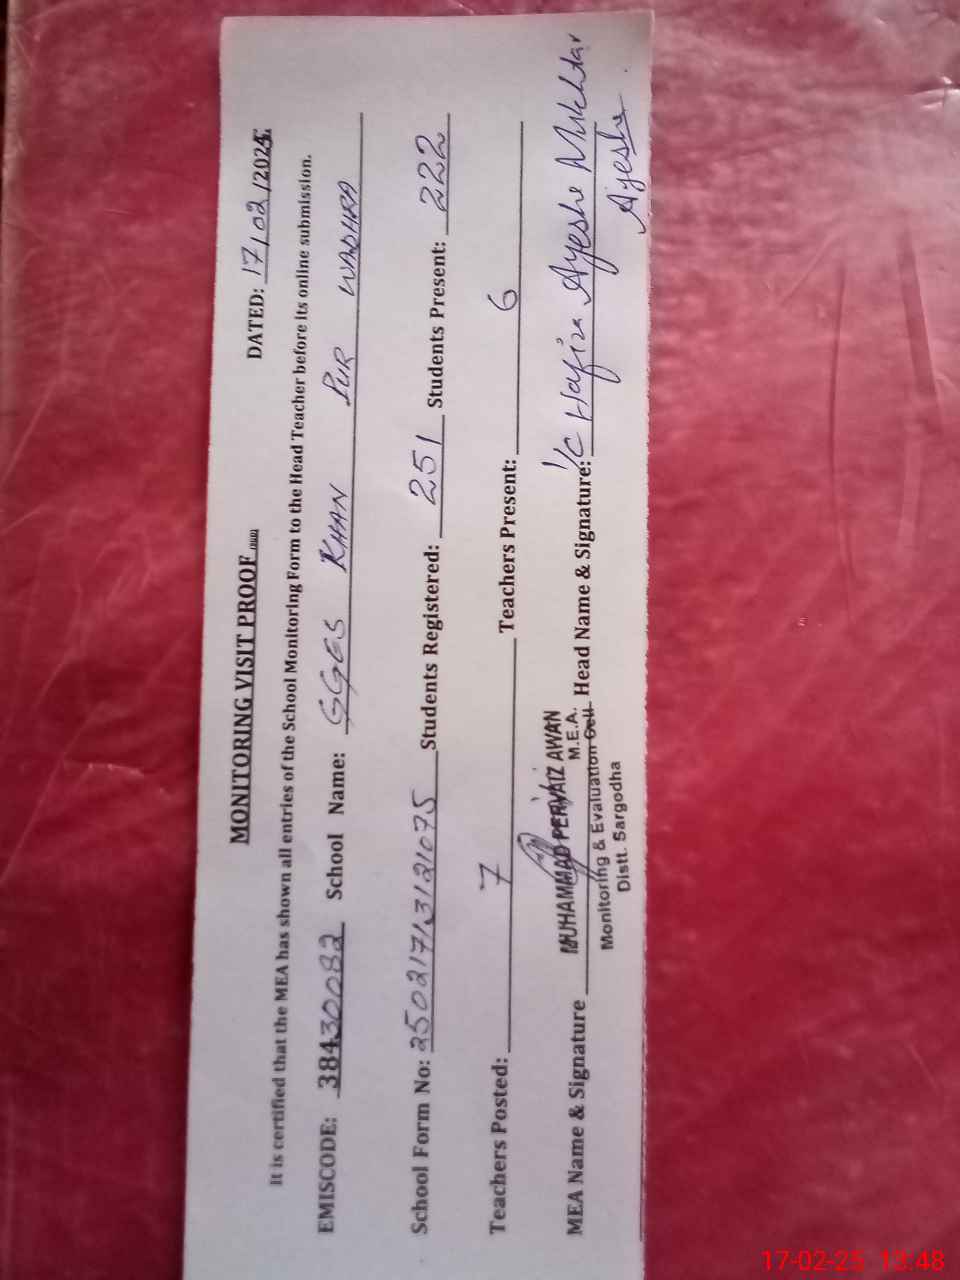 MONITORING VISIT PROOF
DATED: 17/02/2025
It is certified that the MEA has shown all entries of the School Monitoring Form to the Head Teacher before its online submission.
EMISCODE: 38430082 School Name: GGES KHAN PUR WADHRA
School Form No: 25021713121075 Students Registered: 251 Students Present: 222
Teachers Posted: 7 Teachers Present: 6
MEA Name & Signature MUHAMMAD PERVAIZ AWAN Head Name & Signature: I/C Hafiza Ayesha Mukhtar
M.E.A.
Monitoring & Evaluation Cell
Distt. Sargodha
Ayesha
17-02-25 13:48